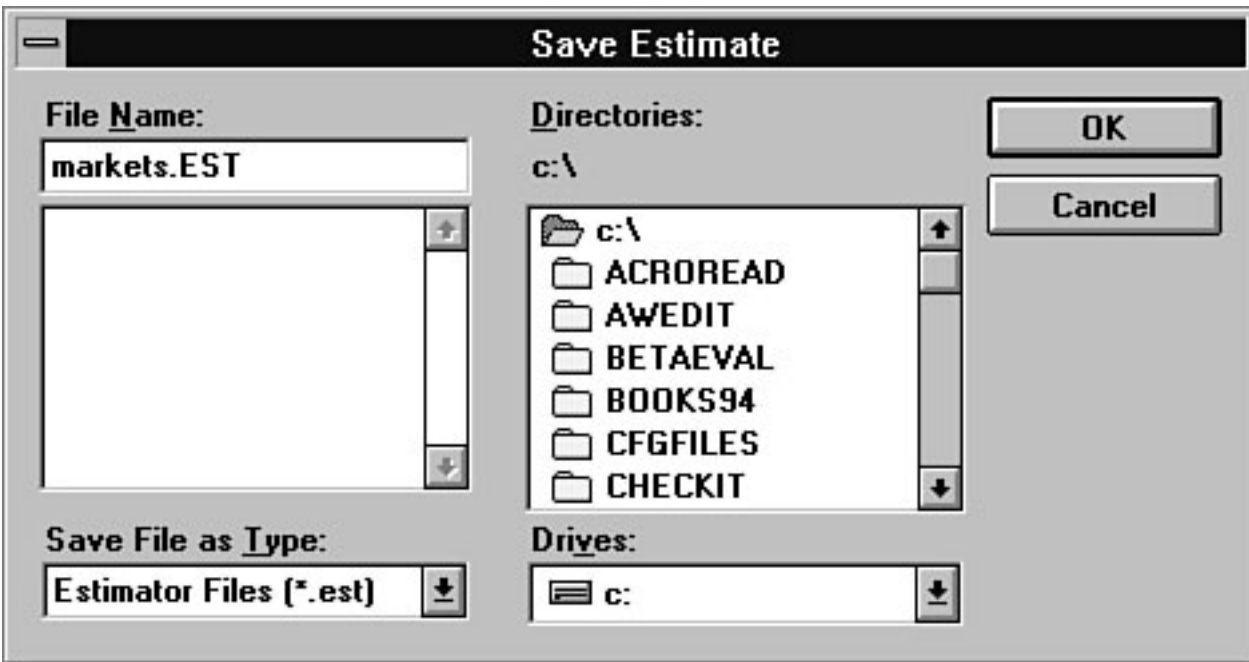 Save Estimate
File Name:
markets.EST
Save File as Type:
Estimator Files (*.est)
Directories:
c:\
c:\
ACROREAD
AWEDIT
BETAEVAL
BOOKS94
CFGFILES
CHECKIT
Drives:
c:
OK
Cancel